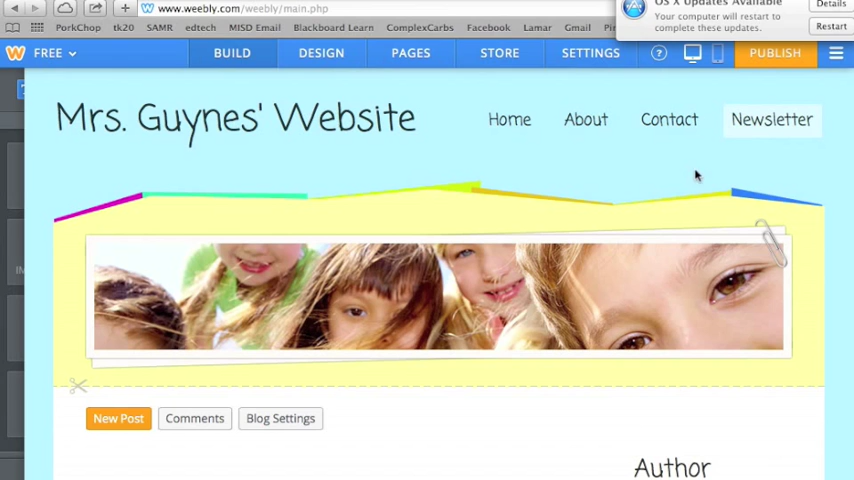 www.weebly.com/weebly/main.php
OS X Updates Available
Your computer will restart to
complete these updates.
Details
Restart
PorkChop tk20 SAMR edtech MISD Email Blackboard Learn ComplexCarbs Facebook Lamar Gmail
FREE BUILD DESIGN PAGES STORE SETTINGS ? PUBLISH
Mrs. Guynes' Website
Home About Contact Newsletter
New Post Comments Blog Settings
Author